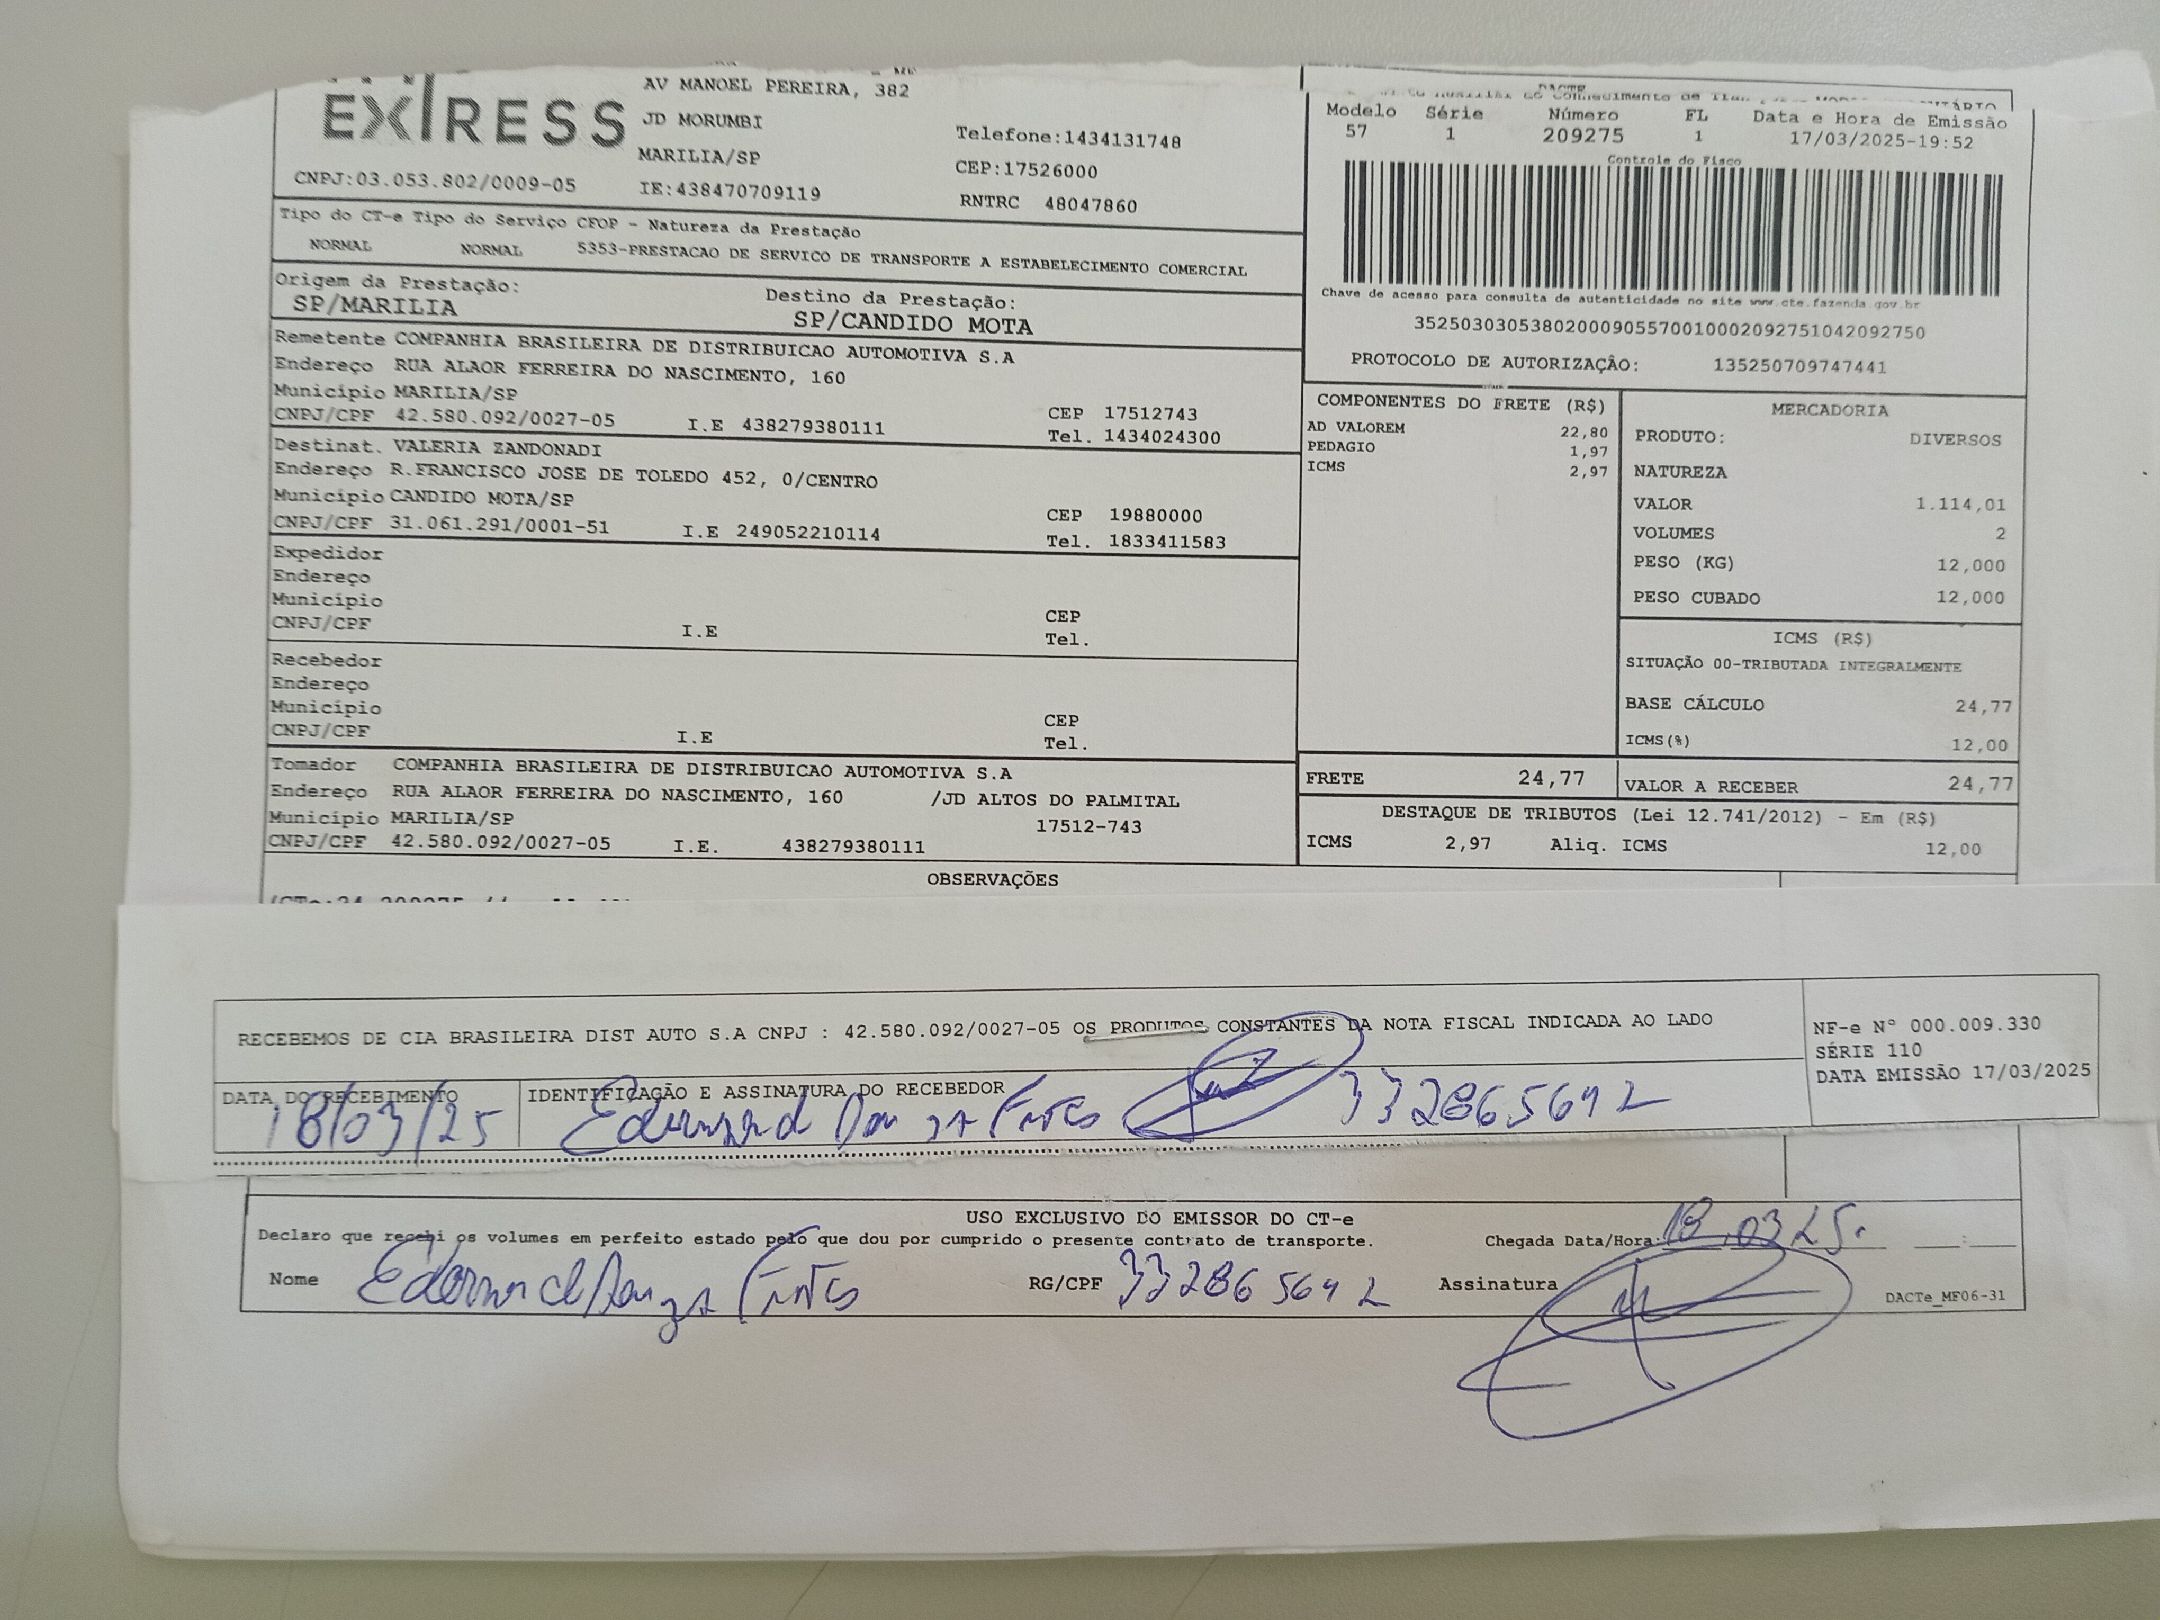 EXPRESS
AV MANOEL PEREIRA, 382
JD MORUMBI
MARILIA/SP
Telefone:1434131748
CEP:17526000
CNPJ:03.053.802/0009-05
IE:438470709119
RNTRC 48047860
Modelo Série Número FL Data e Hora de Emissão
57 1 209275 1 17/03/2025-19:52
Controle do Fisco
Chave de acesso para consulta de autenticidade no site www.cte.fazenda.gov.br
35250303053802000905570010002092751042092750
PROTOCOLO DE AUTORIZAÇÂO: 135250709747441
Tipo do CT-e Tipo do Serviço CFOP - Natureza da Prestação
NORMAL NORMAL 5353-PRESTACAO DE SERVICO DE TRANSPORTE A ESTABELECIMENTO COMERCIAL
Origem da Prestação: Destino da Prestação:
SP/MARILIA SP/CANDIDO MOTA
Remetente COMPANHIA BRASILEIRA DE DISTRIBUICAO AUTOMOTIVA S.A
Endereço RUA ALAOR FERREIRA DO NASCIMENTO, 160
Município MARILIA/SP CEP 17512743
CNPJ/CPF 42.580.092/0027-05 I.E 438279380111 Tel. 1434024300
Destinat. VALERIA ZANDONADI
Endereço R.FRANCISCO JOSE DE TOLEDO 452, 0/CENTRO
Município CANDIDO MOTA/SP CEP 19880000
CNPJ/CPF 31.061.291/0001-51 I.E 249052210114 Tel. 1833411583
Expedidor
Endereço
Município CEP
CNPJ/CPF I.E Tel.
Recebedor
Endereço
Município CEP
CNPJ/CPF I.E Tel.
Tomador COMPANHIA BRASILEIRA DE DISTRIBUICAO AUTOMOTIVA S.A
Endereço RUA ALAOR FERREIRA DO NASCIMENTO, 160 /JD ALTOS DO PALMITAL
Município MARILIA/SP 17512-743
CNPJ/CPF 42.580.092/0027-05 I.E. 438279380111
COMPONENTES DO FRETE (R$)
AD VALOREM 22,80
PEDAGIO 1,97
ICMS 2,97
MERCADORIA
PRODUTO: DIVERSOS
NATUREZA
VALOR 1.114,01
VOLUMES 2
PESO (KG) 12,000
PESO CUBADO 12,000
ICMS (R$)
SITUAÇÃO 00-TRIBUTADA INTEGRALMENTE
BASE CÁLCULO 24,77
ICMS(%) 12,00
FRETE 24,77 VALOR A RECEBER 24,77
DESTAQUE DE TRIBUTOS (Lei 12.741/2012) - Em (R$)
ICMS 2,97 Aliq. ICMS 12,00
OBSERVAÇÕES
RECEBEMOS DE CIA BRASILEIRA DIST AUTO S.A CNPJ : 42.580.092/0027-05 OS PRODUTOS CONSTANTES DA NOTA FISCAL INDICADA AO LADO
NF-e Nº 000.009.330
SÉRIE 110
DATA EMISSÃO 17/03/2025
DATA DO RECEBIMENTO IDENTIFICAÇÃO E ASSINATURA DO RECEBEDOR
18/03/25 332865642
USO EXCLUSIVO DO EMISSOR DO CT-e
Declaro que recebi os volumes em perfeito estado pelo que dou por cumprido o presente contrato de transporte. Chegada Data/Hora: 18.03.25. __:__
Nome RG/CPF 332865642 Assinatura
DACTe_MF06-31